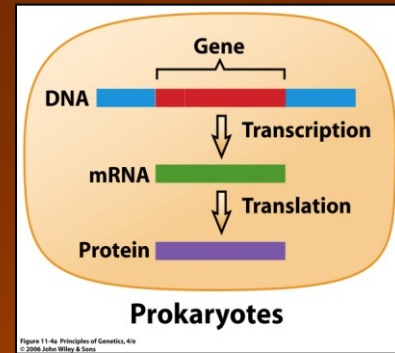 Gene
DNA
Transcription
mRNA
Translation
Protein
Prokaryotes
Figure 11-4a Principles of Genetics, 4/e
© 2006 John Wiley & Sons